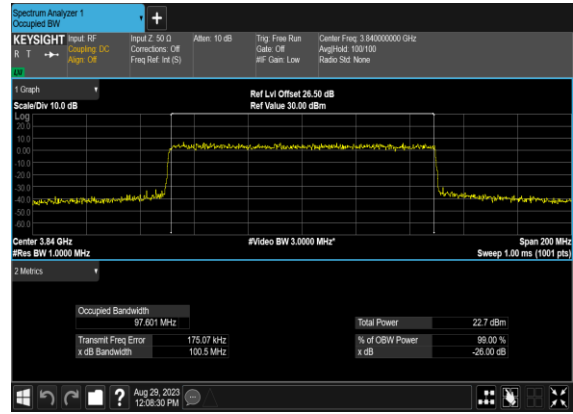 Spectrum Analyzer 1
Occupied BW
+
KEYSIGHT Input: RF Input Z: 50 Ω Atten: 10 dB Trig: Free Run Center Freq: 3.840000000 GHz
R T Coupling: DC Corrections: Off Gate: Off Avg|Hold: 100/100
Align: Off Freq Ref: Int (S) #IF Gain: Low Radio Std: None
1 Graph Ref Lvl Offset 26.50 dB
Scale/Div 10.0 dB Ref Value 30.00 dBm
Log
20.0
10.0
0.00
-10.0
-20.0
-30.0
-40.0
-50.0
-60.0
Center 3.84 GHz #Video BW 3.0000 MHz* Span 200 MHz
#Res BW 1.0000 MHz Sweep 1.00 ms (1001 pts)
2 Metrics
Occupied Bandwidth
97.601 MHz Total Power 22.7 dBm
Transmit Freq Error 175.07 kHz % of OBW Power 99.00 %
x dB Bandwidth 100.5 MHz x dB -26.00 dB
? Aug 29, 2023
12:08:30 PM